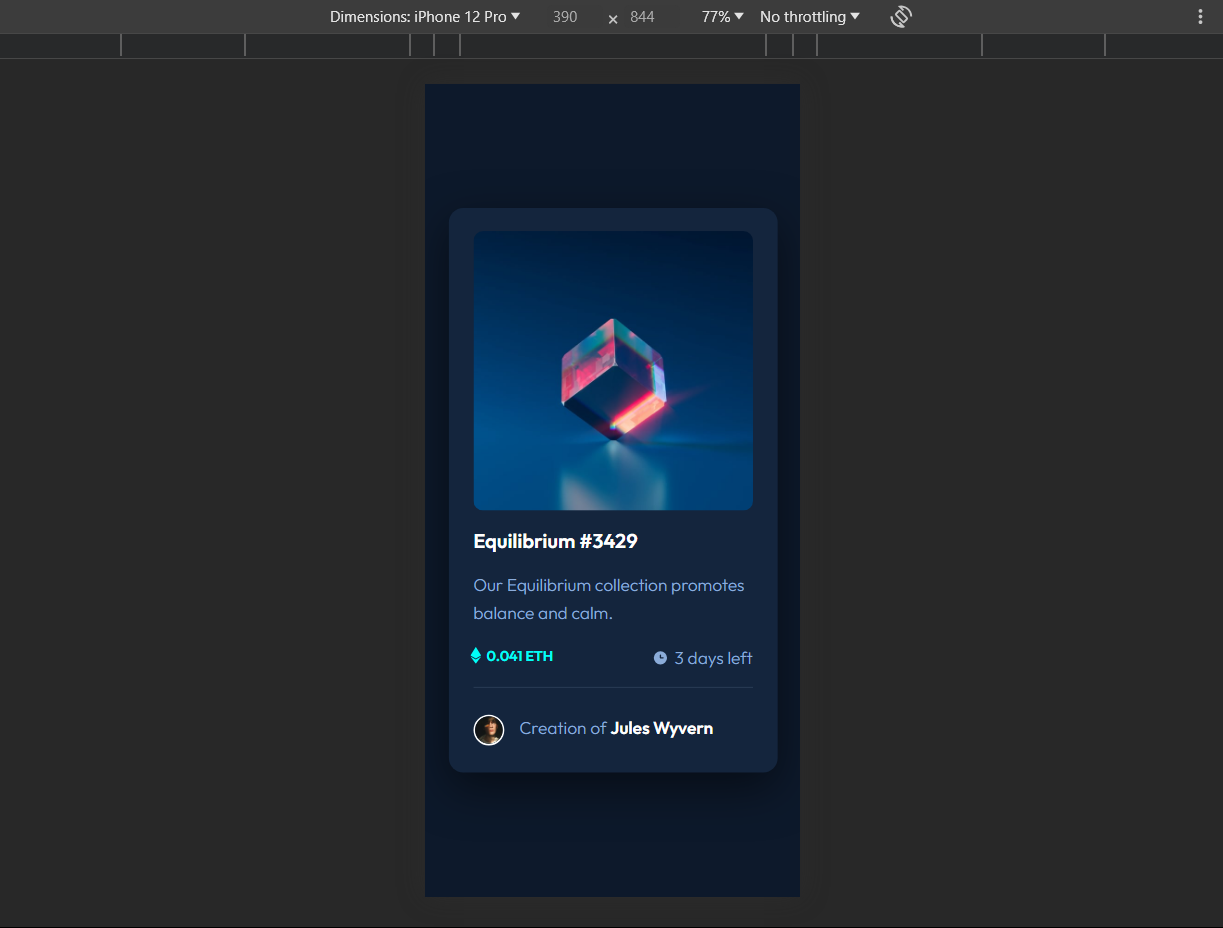 Dimensions: iPhone 12 Pro 390 × 844 77% No throttling
Equilibrium #3429
Our Equilibrium collection promotes
balance and calm.
0.041 ETH 3 days left
Creation of Jules Wyvern